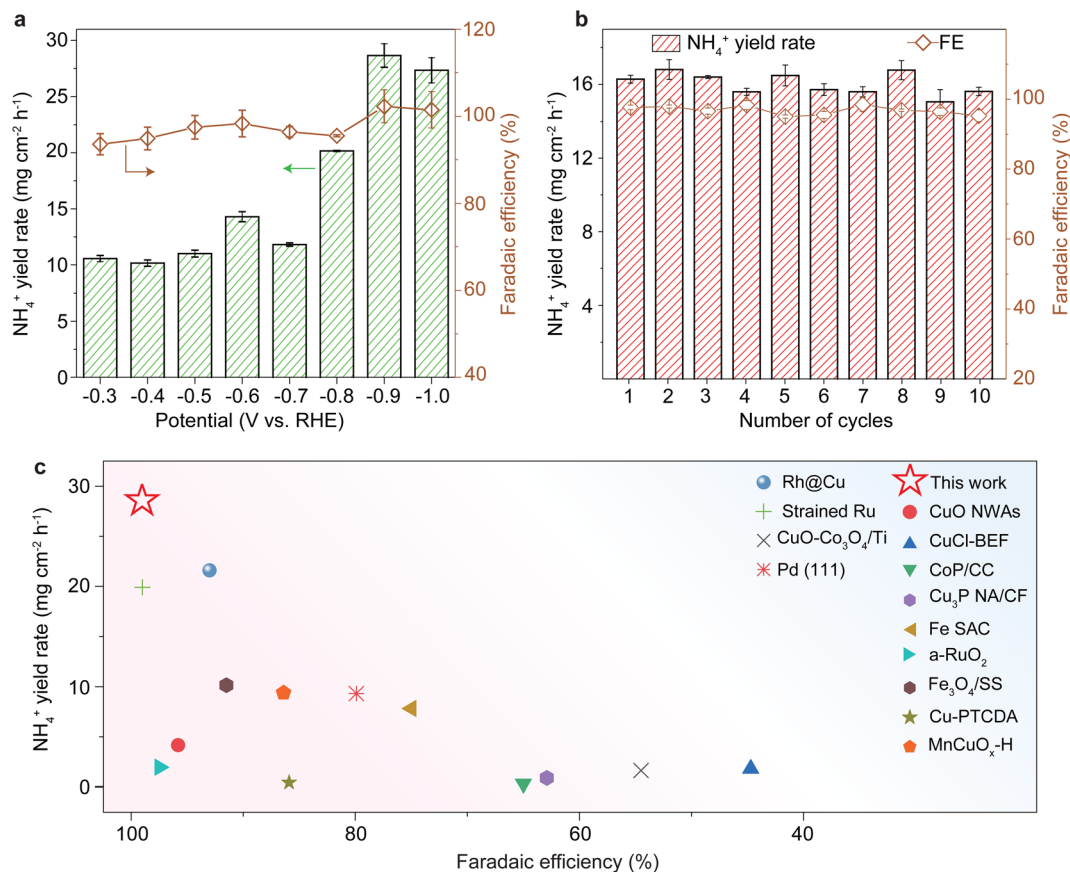 a
NH₄⁺ yield rate (mg cm⁻² h⁻¹)
30
25
20
15
10
5
0
120
100
80
60
40
Faradaic efficiency (%)
-0.3 -0.4 -0.5 -0.6 -0.7 -0.8 -0.9 -1.0
Potential (V vs. RHE)
b
NH₄⁺ yield rate FE
NH₄⁺ yield rate (mg cm⁻² h⁻¹)
16
12
8
4
100
80
60
40
20
Faradaic efficiency (%)
1 2 3 4 5 6 7 8 9 10
Number of cycles
c
NH₄⁺ yield rate (mg cm⁻² h⁻¹)
30
20
10
0
Rh@Cu
Strained Ru
CuO-Co₃O₄/Ti
Pd (111)
This work
CuO NWAs
CuCl-BEF
CoP/CC
Cu₃P NA/CF
Fe SAC
a-RuO₂
Fe₃O₄/SS
Cu-PTCDA
MnCuOₓ-H
100 80 60 40
Faradaic efficiency (%)